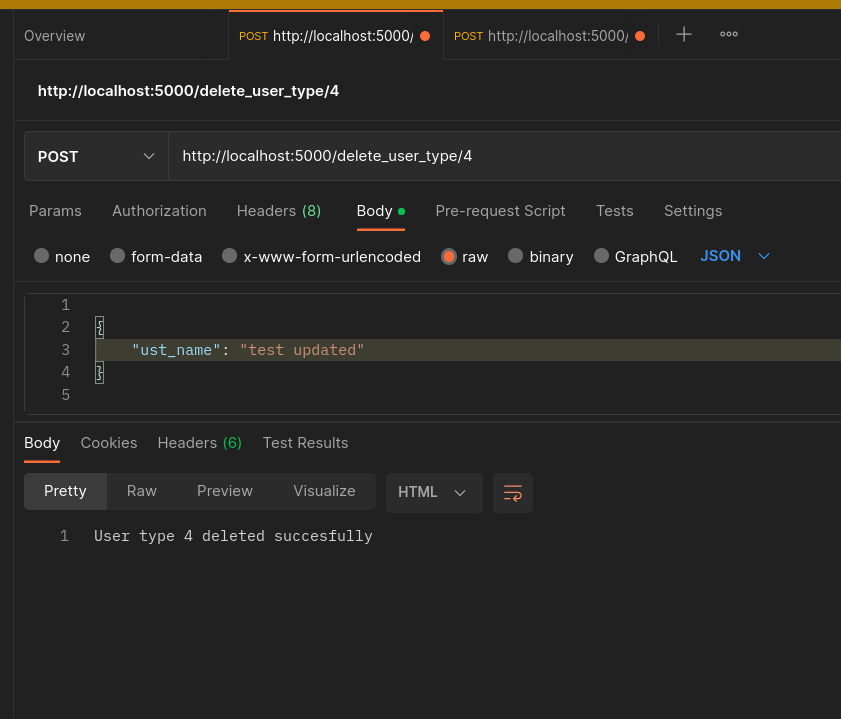 Overview POST http://localhost:5000/ POST http://localhost:5000/
http://localhost:5000/delete_user_type/4
POST http://localhost:5000/delete_user_type/4
Params Authorization Headers (8) Body Pre-request Script Tests Settings
none form-data x-www-form-urlencoded raw binary GraphQL JSON
1
2 {
3 "ust_name": "test updated"
4 }
5
Body Cookies Headers (6) Test Results
Pretty Raw Preview Visualize HTML
1 User type 4 deleted succesfully